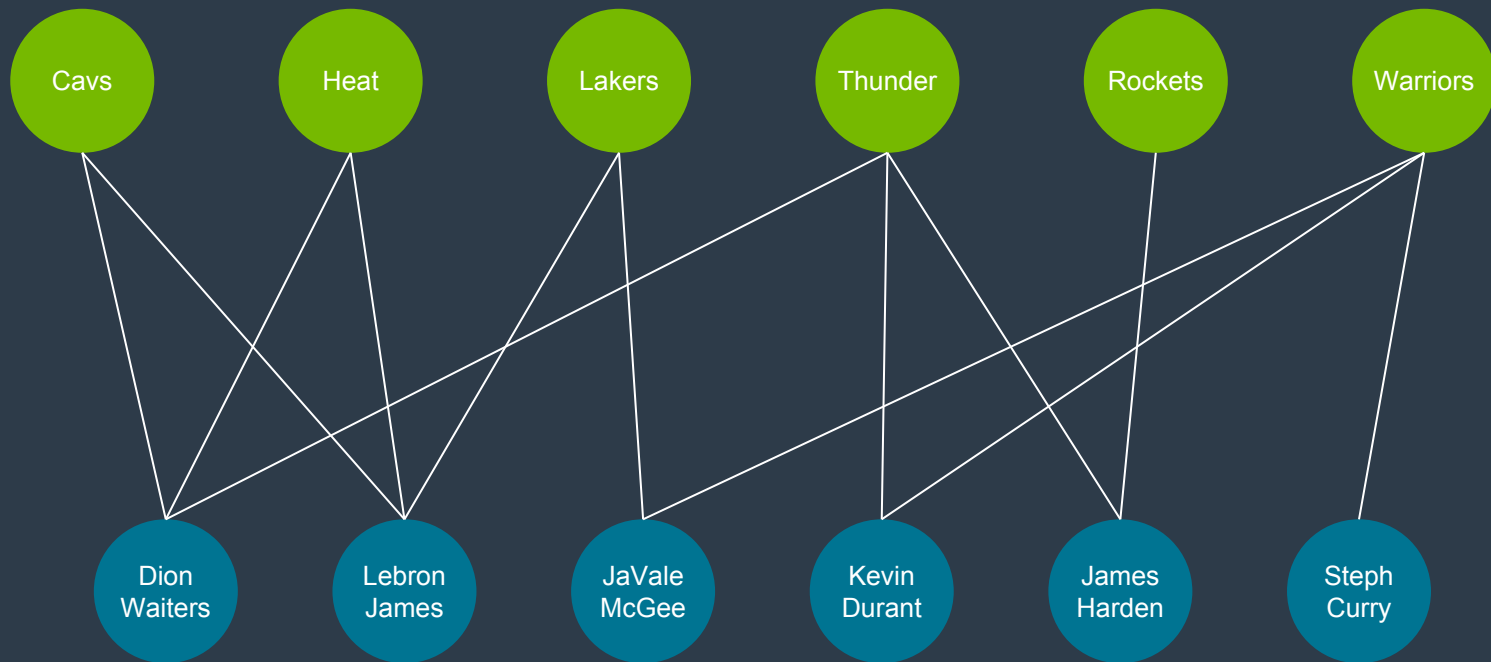 Cavs
Heat
Lakers
Thunder
Rockets
Warriors
Dion
Waiters
Lebron
James
JaVale
McGee
Kevin
Durant
James
Harden
Steph
Curry